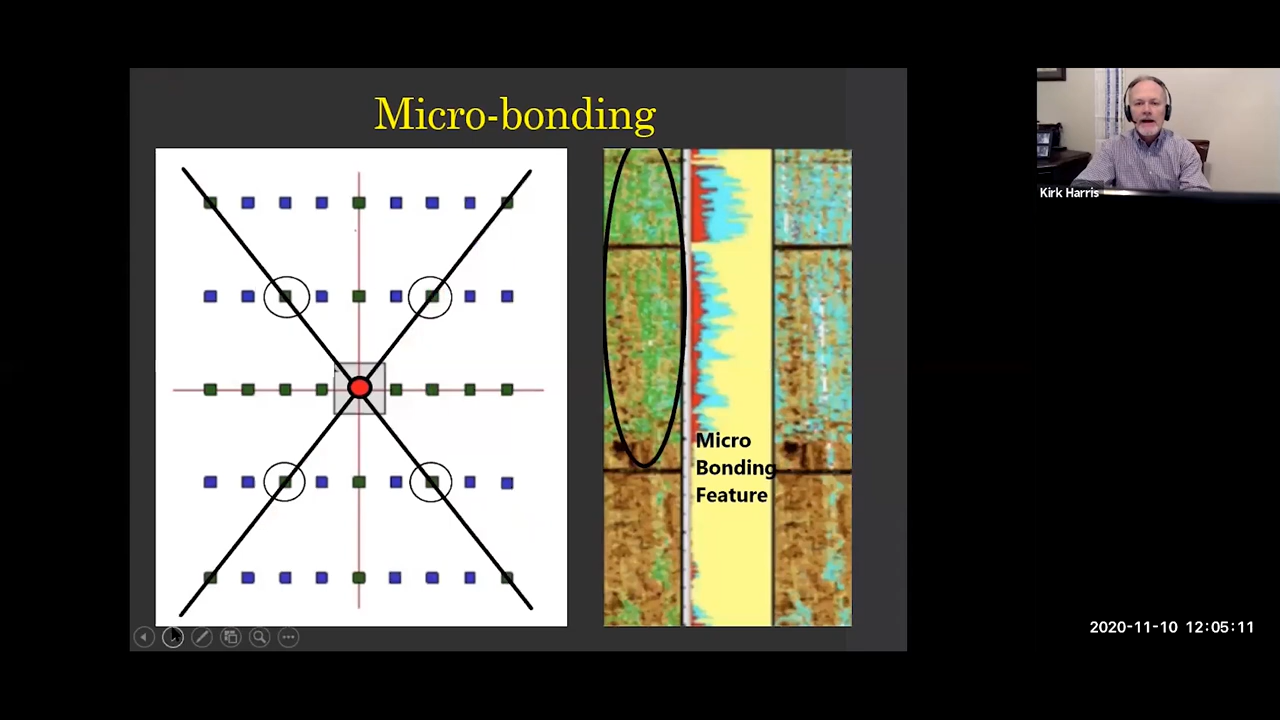 Micro-bonding
Micro
Bonding
Feature
Kirk Harris
2020-11-10 12:05:11